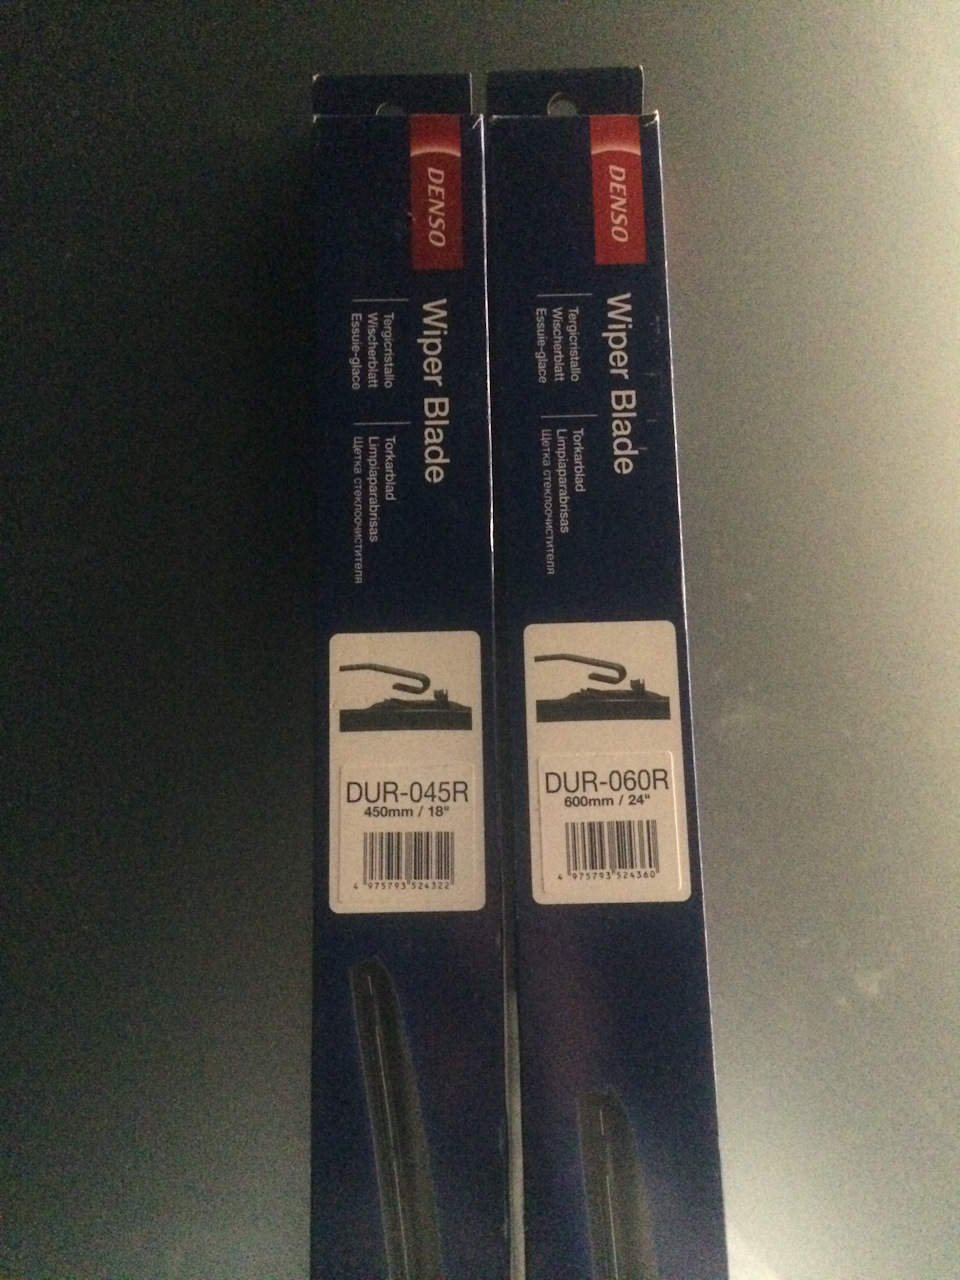 DENSO
Wiper Blade
Tergicristallo
Wischerblatt
Essuie-glace
Torkarblad
Limpiaparabrisas
Щетка стеклоочистителя
DUR-045R
450mm / 18"
4 975793 524322
DENSO
Wiper Blade
Tergicristallo
Wischerblatt
Essuie-glace
Torkarblad
Limpiaparabrisas
Щетка стеклоочистителя
DUR-060R
600mm / 24"
4 975793 524360